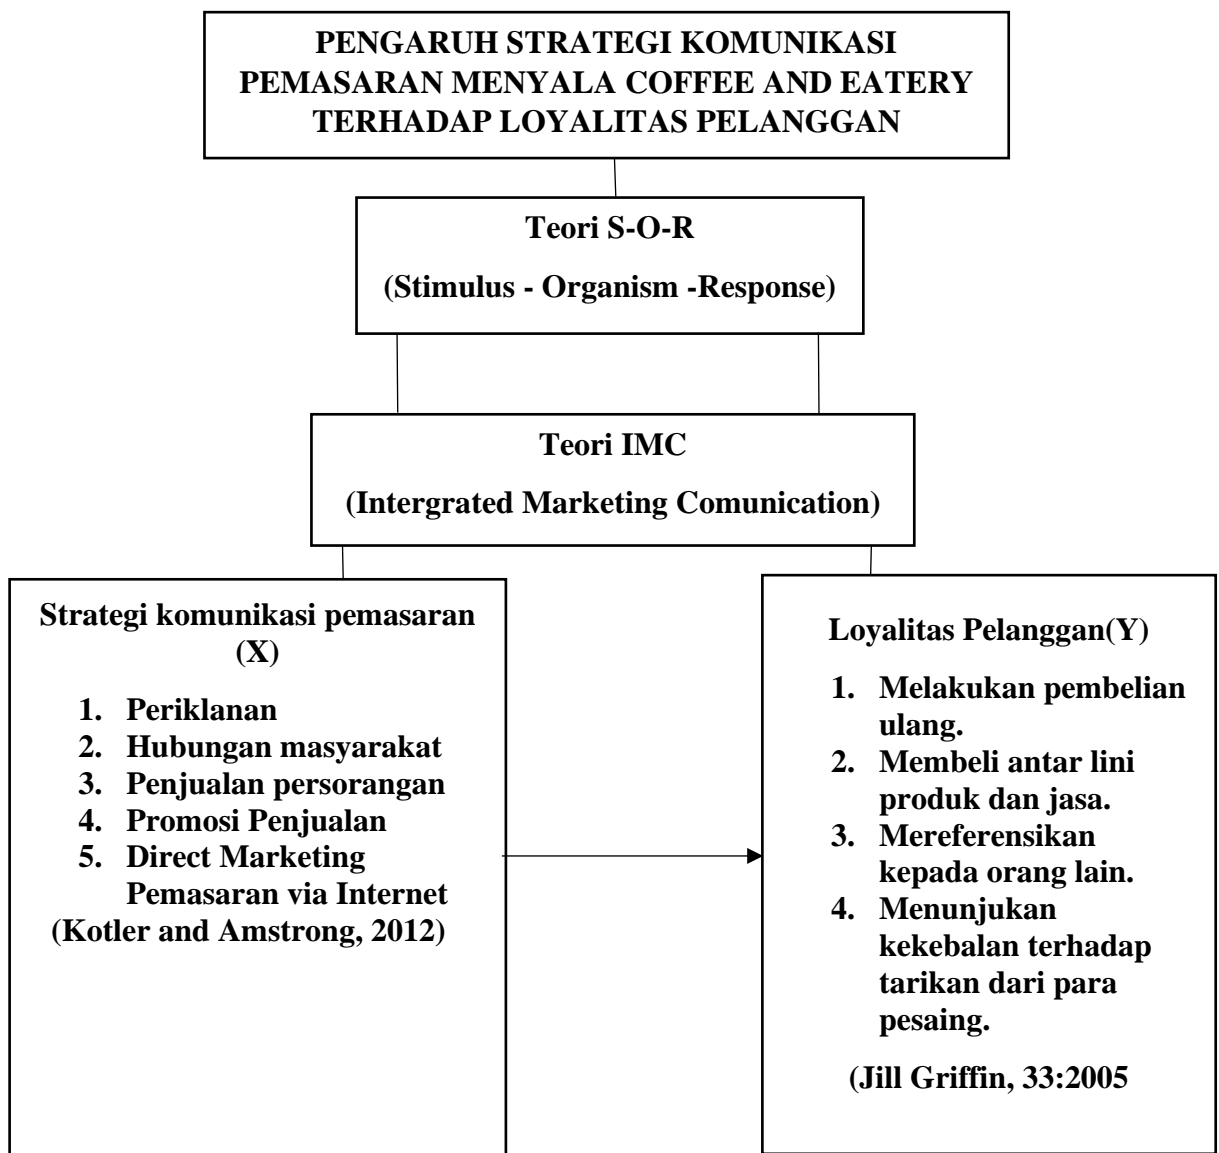 PENGARUH STRATEGI KOMUNIKASI
PEMASARAN MENYALA COFFEE AND EATERY
TERHADAP LOYALITAS PELANGGAN
Teori S-O-R
(Stimulus - Organism -Response)
Teori IMC
(Intergrated Marketing Comunication)
Strategi komunikasi pemasaran
(X)
1. Periklanan
2. Hubungan masyarakat
3. Penjualan persorangan
4. Promosi Penjualan
5. Direct Marketing
Pemasaran via Internet
(Kotler and Amstrong, 2012)
Loyalitas Pelanggan(Y)
1. Melakukan pembelian
ulang.
2. Membeli antar lini
produk dan jasa.
3. Mereferensikan
kepada orang lain.
4. Menunjukan
kekebalan terhadap
tarikan dari para
pesaing.
(Jill Griffin, 33:2005